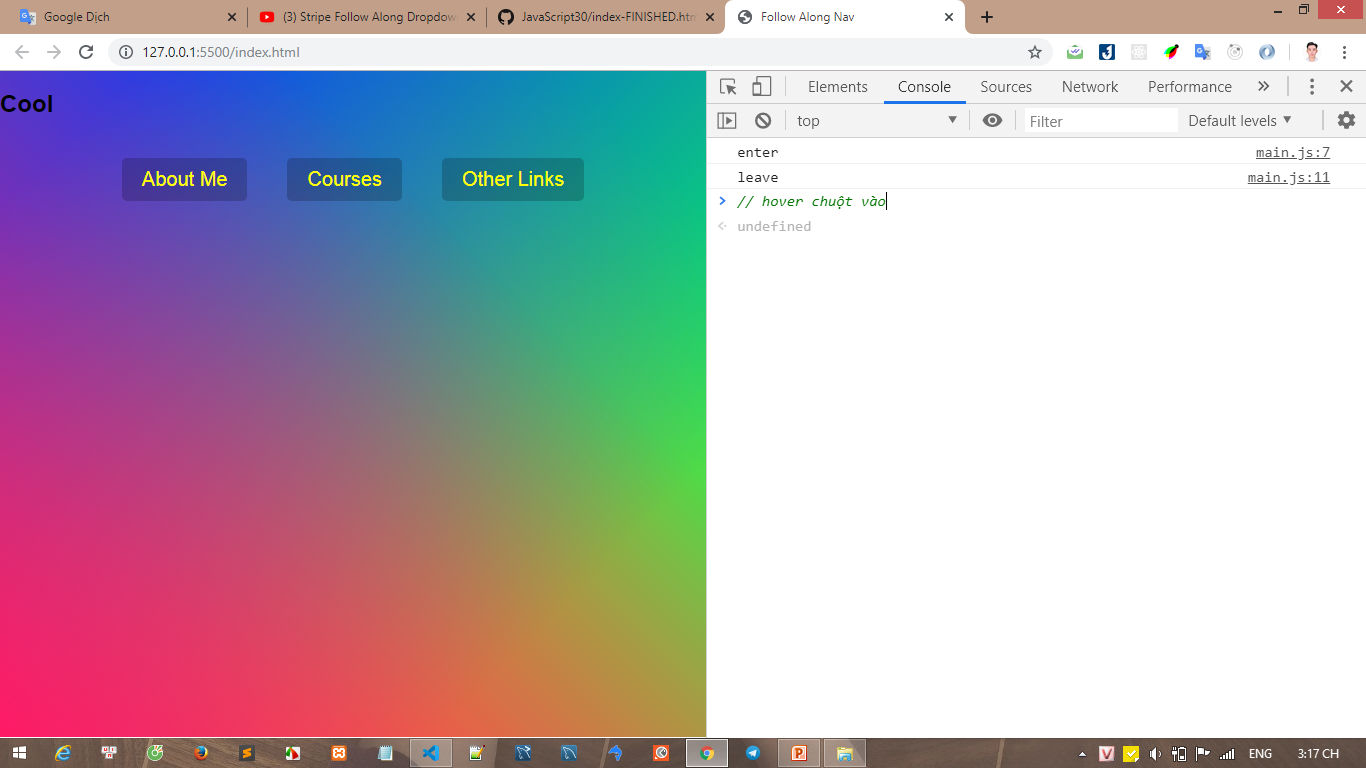 Google Dịch
(3) Stripe Follow Along Dropdow
JavaScript30/index-FINISHED.htm
Follow Along Nav
127.0.0.1:5500/index.html
Cool
About Me Courses Other Links
Elements Console Sources Network Performance »
top Filter Default levels
enter main.js:7
leave main.js:11
> // hover chuột vào
undefined
ENG 3:17 CH